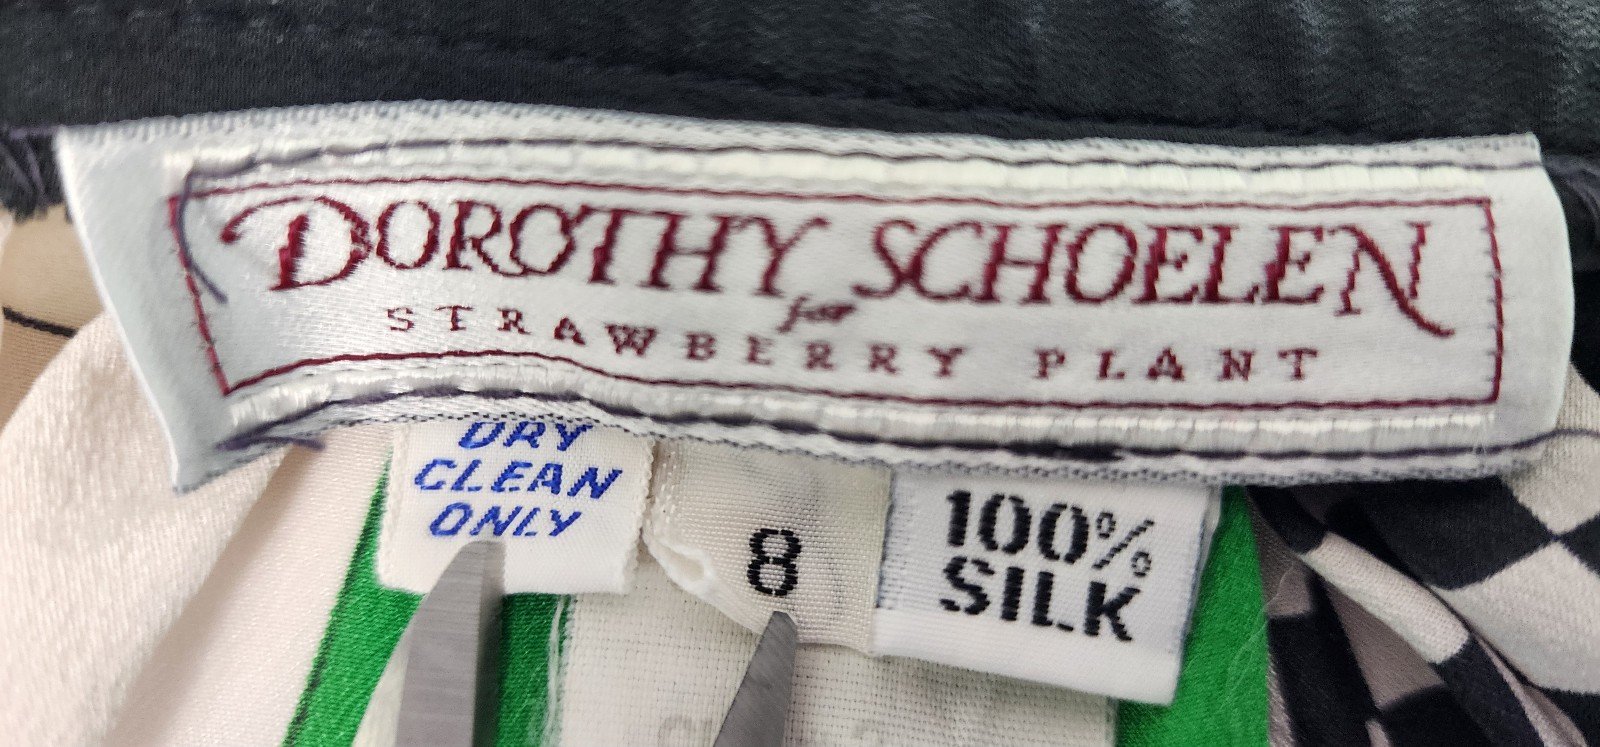 DOROTHY SCHOELEN
for
STRAWBERRY PLANT
DRY
CLEAN
ONLY
8
100%
SILK